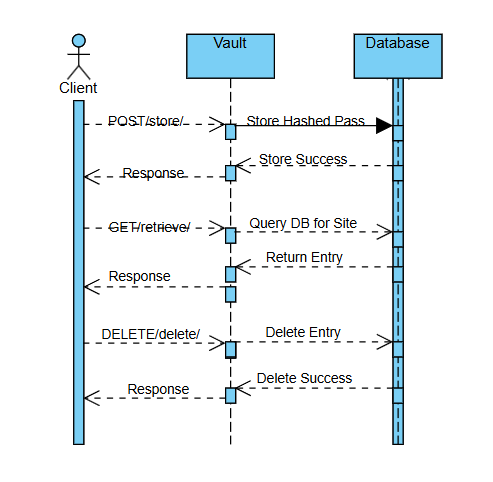 Vault
Database
Client
POST/store/
Store Hashed Pass
Store Success
Response
GET/retrieve/
Query DB for Site
Return Entry
Response
DELETE/delete/
Delete Entry
Delete Success
Response